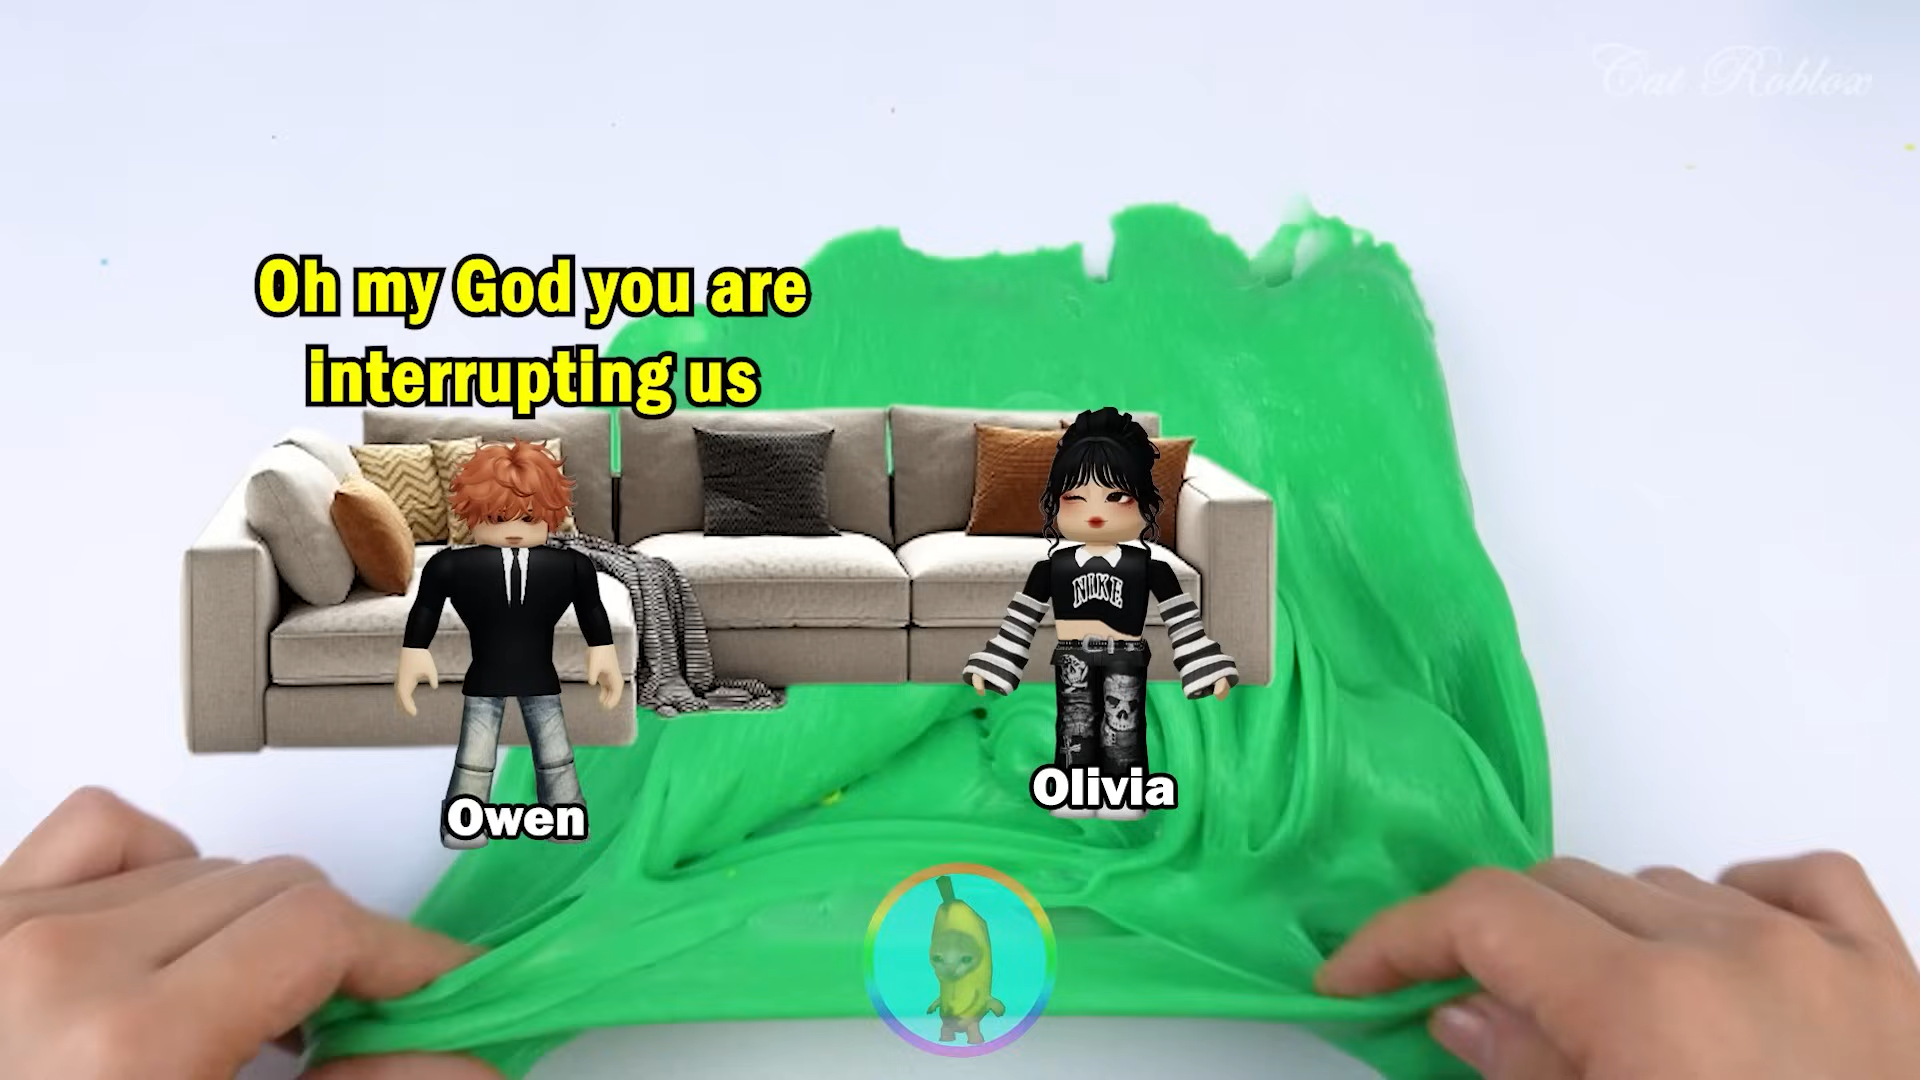 Cat Roblox
Oh my God you are
interrupting us
NIKE
Olivia
Owen